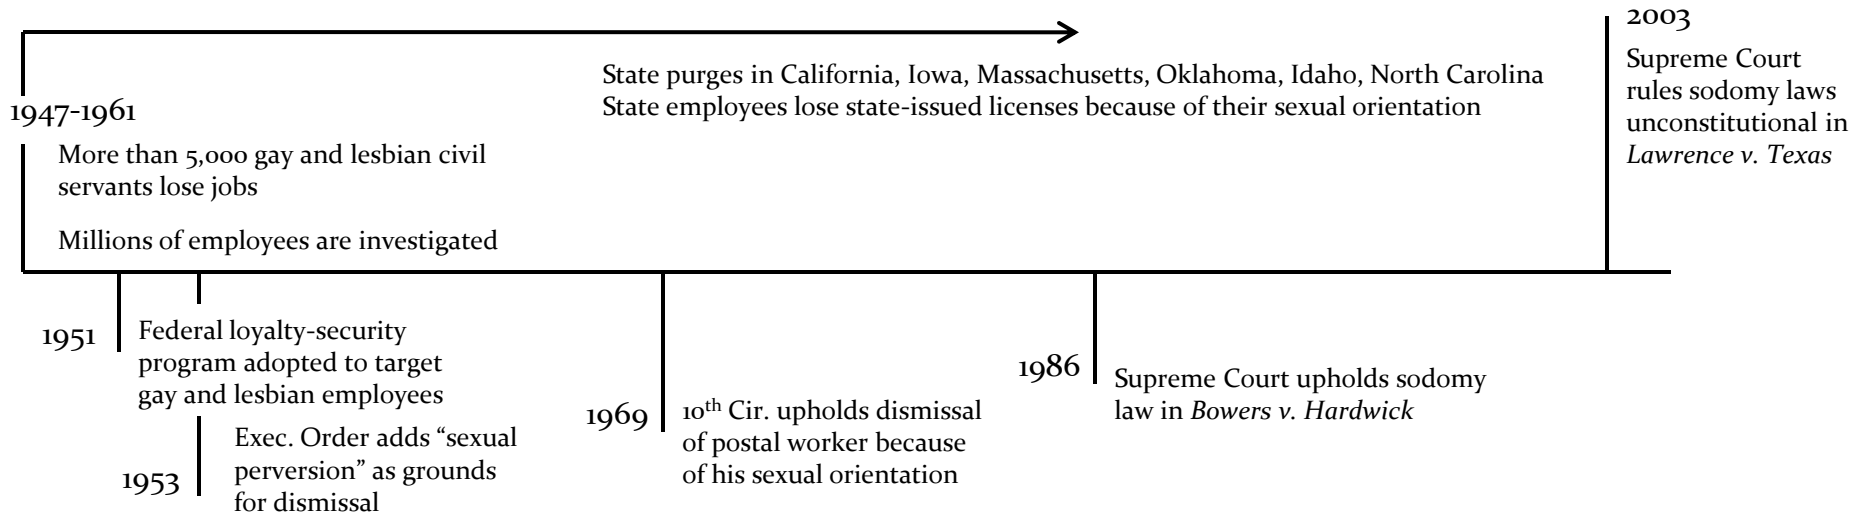 2003
Supreme Court
rules sodomy laws
unconstitutional in
Lawrence v. Texas
State purges in California, Iowa, Massachusetts, Oklahoma, Idaho, North Carolina
State employees lose state-issued licenses because of their sexual orientation
1947-1961
More than 5,000 gay and lesbian civil
servants lose jobs
Millions of employees are investigated
1951
Federal loyalty-security
program adopted to target
gay and lesbian employees
1953
Exec. Order adds “sexual
perversion” as grounds
for dismissal
1969
10th Cir. upholds dismissal
of postal worker because
of his sexual orientation
1986
Supreme Court upholds sodomy
law in Bowers v. Hardwick